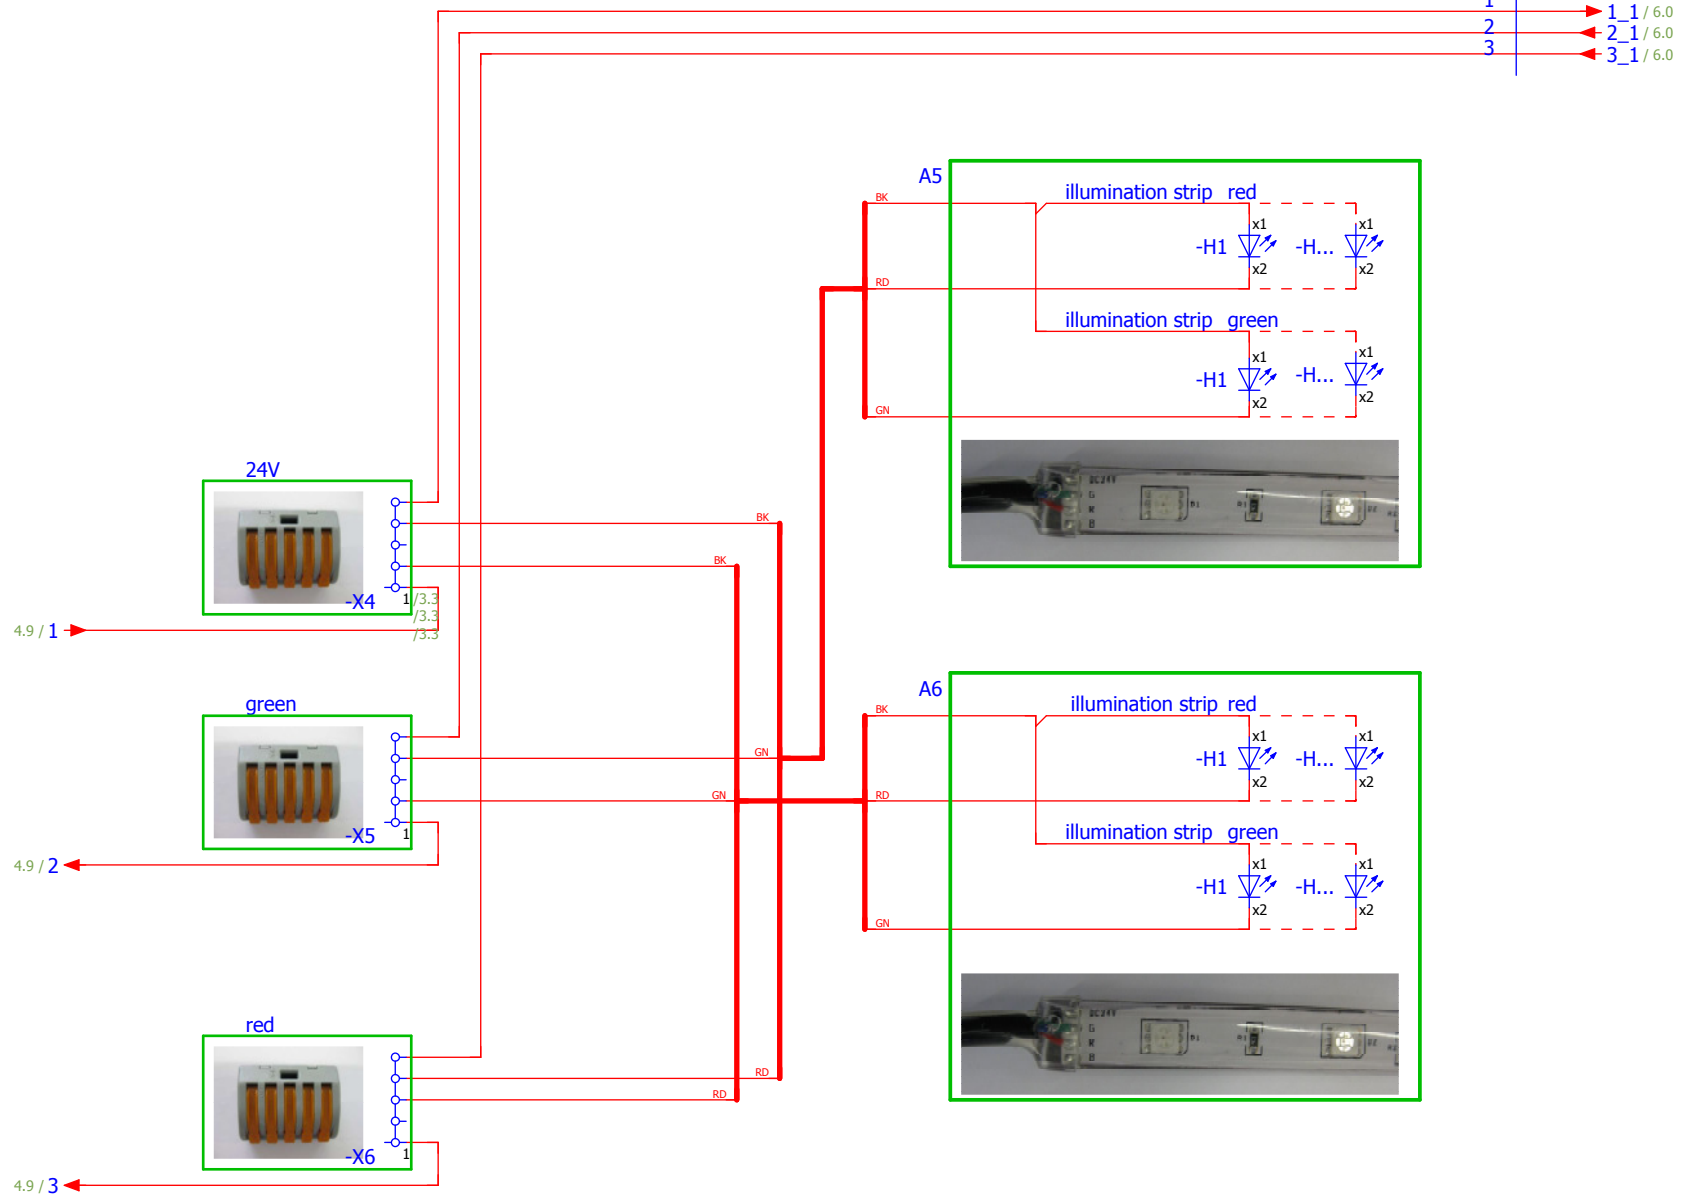 1
1_1 / 6.0
2
2_1 / 6.0
3
3_1 / 6.0
A5
BK
illumination strip red
x1
x1
-H1
-H...
x2
x2
RD
illumination strip green
x1
x1
-H1
-H...
x2
x2
GN
DC24V
G
R
B
24V
BK
BK
-X4
1
/3.3
/3.3
/3.3
4.9 / 1
A6
green
BK
illumination strip red
x1
x1
-H1
-H...
x2
x2
GN
GN
RD
-X5
1
illumination strip green
4.9 / 2
x1
x1
-H1
-H...
x2
x2
GN
DC24V
G
R
B
red
RD
RD
-X6
1
4.9 / 3